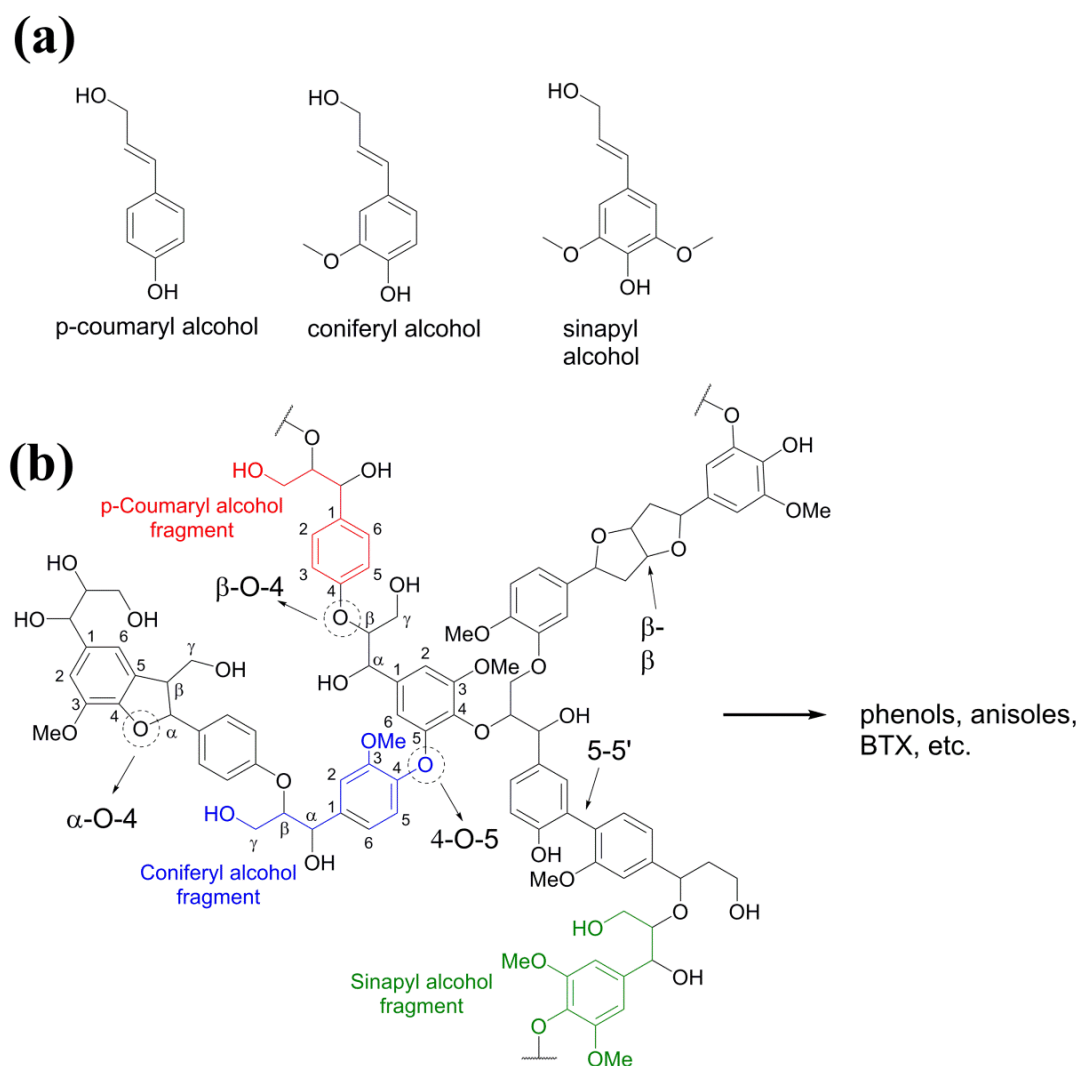 (a)
HO
HO
HO
O
OH
O
OH
O
OH
p-coumaryl alcohol
coniferyl alcohol
sinapyl
alcohol
(b)
O
HO
OH
p-Coumaryl alcohol
fragment
1
2
6
3
5
4
O
OH
OH
MeO
O
O
HO
HO
OH
1
6
2
5
3
4
MeO
O
γ
OH
β
α
α-O-4
β-O-4
O
β
OH
γ
HO
α
1
2
3
4
5
6
OMe
O
O
O
OH
MeO
O
β-
β
phenols, anisoles,
BTX, etc.
5-5'
4-O-5
O
HO
γ
β
α
OH
1
2
3
4
5
6
OMe
O
Coniferyl alcohol
fragment
OH
MeO
O
OH
HO
OH
MeO
O
OMe
Sinapyl alcohol
fragment